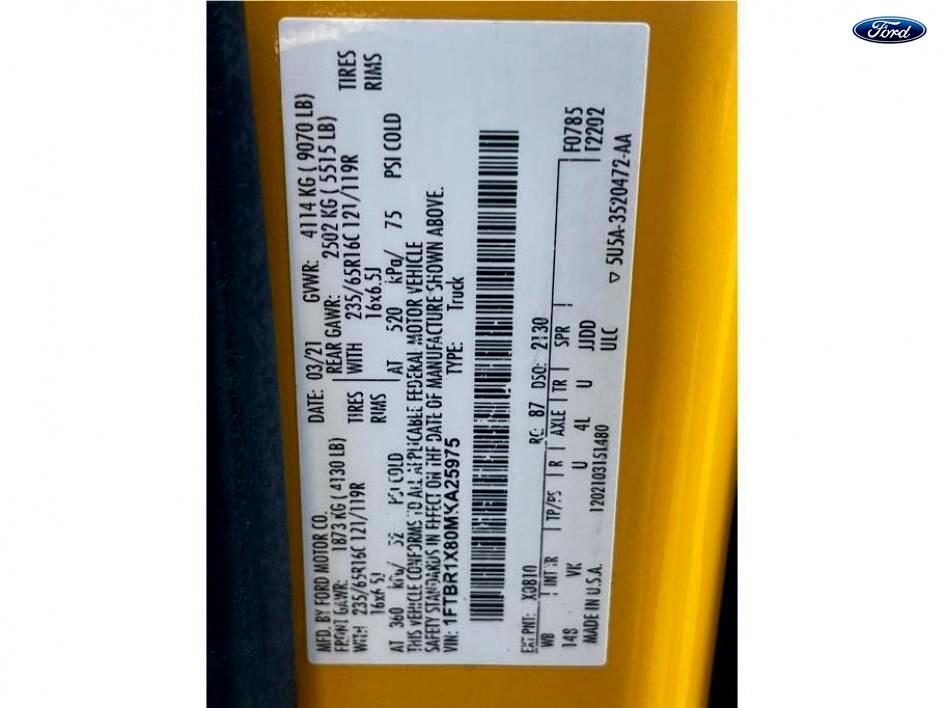 Ford
MFD. BY FORD MOTOR CO. DATE: 03/21 GVWR: 4114 KG ( 9070 LB)
FRONT GAWR: 1873 KG ( 4130 LB) REAR GAWR: 2502 KG ( 5515 LB)
WITH 235/65R16C 121/119R TIRES WITH 235/65R16C 121/119R TIRES
16x6.5J RIMS 16x6.5J RIMS
AT 360 kPa/ 52 PSI COLD AT 520 kPa/ 75 PSI COLD
THIS VEHICLE CONFORMS TO ALL APPLICABLE FEDERAL MOTOR VEHICLE
SAFETY STANDARDS IN EFFECT ON THE DATE OF MANUFACTURE SHOWN ABOVE.
VIN: 1FTBR1X80MKA25975 TYPE: Truck
EXT PNT: X0810 RC: 87 DSO: 2130
WB INT TR TP/PS R AXLE TR SPR F0785
148 VK U 4L U JJDD T2202
MADE IN U.S.A. 1202103151480 ULC ▽ 5U5A-3520472-AA